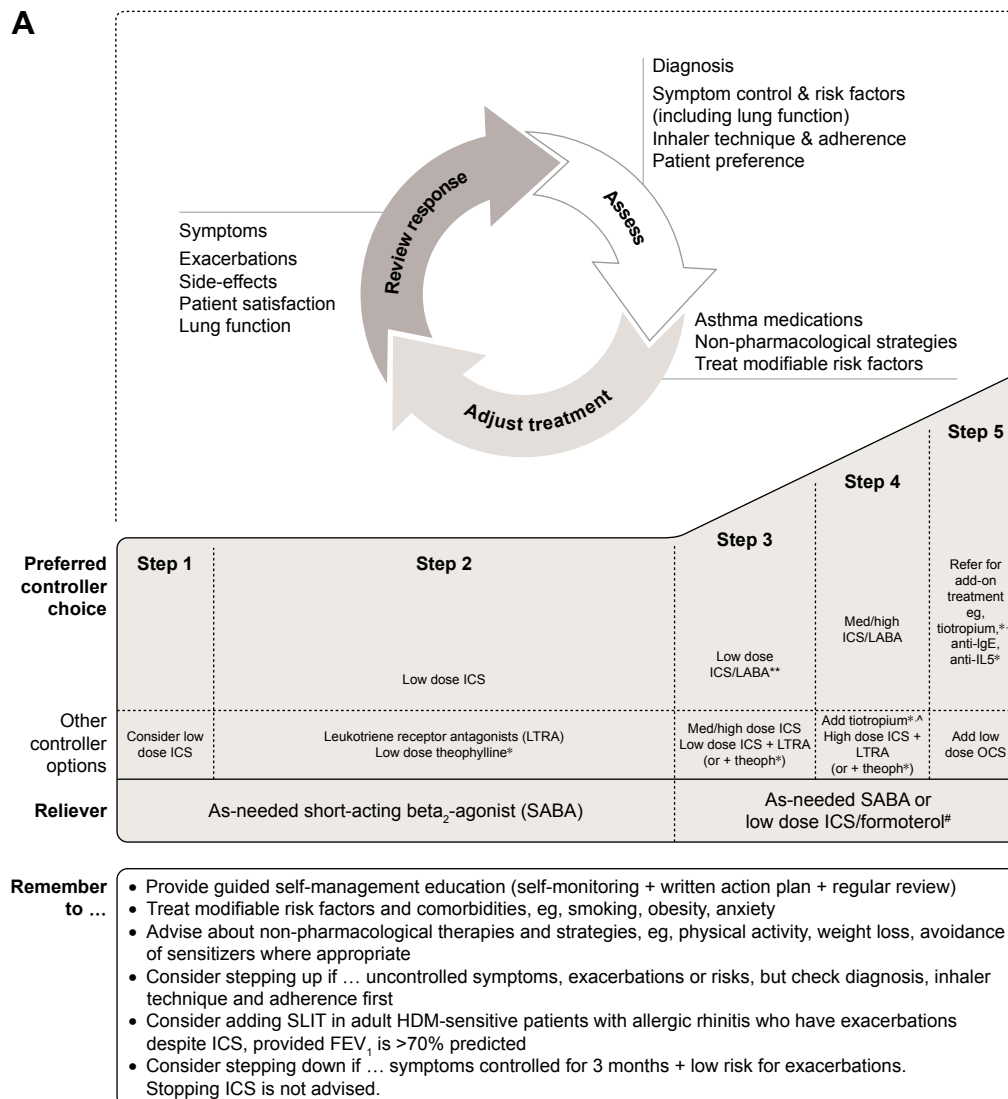 A
Diagnosis
Symptom control & risk factors
(including lung function)
Inhaler technique & adherence
Patient preference
Review response
Assess
Symptoms
Exacerbations
Side-effects
Patient satisfaction
Lung function
Asthma medications
Non-pharmacological strategies
Treat modifiable risk factors
Adjust treatment
Step 5
Step 4
Step 3
Step 1
Step 2
Preferred
controller
choice
Refer for
add-on
treatment
eg,
tiotropium,*,
anti-IgE,
anti-IL5*
Med/high
ICS/LABA
Low dose
ICS/LABA**
Low dose ICS
Other
controller
options
Consider low
dose ICS
Leukotriene receptor antagonists (LTRA)
Low dose theophylline*
Med/high dose ICS
Low dose ICS + LTRA
(or + theoph*)
Add tiotropium*,^
High dose ICS +
LTRA
(or + theoph*)
Add low
dose OCS
Reliever
As-needed short-acting beta₂-agonist (SABA)
As-needed SABA or
low dose ICS/formoterol#
Remember
to …
• Provide guided self-management education (self-monitoring + written action plan + regular review)
• Treat modifiable risk factors and comorbidities, eg, smoking, obesity, anxiety
• Advise about non-pharmacological therapies and strategies, eg, physical activity, weight loss, avoidance
of sensitizers where appropriate
• Consider stepping up if … uncontrolled symptoms, exacerbations or risks, but check diagnosis, inhaler
technique and adherence first
• Consider adding SLIT in adult HDM-sensitive patients with allergic rhinitis who have exacerbations
despite ICS, provided FEV₁ is >70% predicted
• Consider stepping down if … symptoms controlled for 3 months + low risk for exacerbations.
Stopping ICS is not advised.